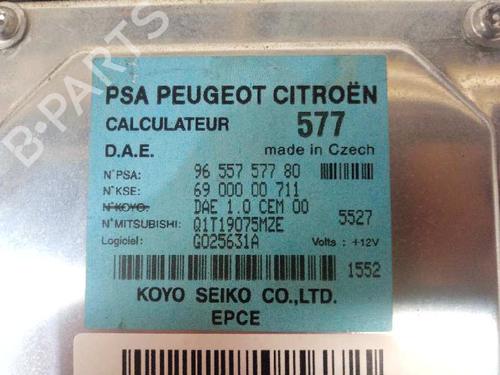 PSA PEUGEOT CITROËN
CALCULATEUR 577
D.A.E. made in Czech
N°PSA: 96 557 577 80
N°KSE: 69 000 00 711
N°KOYO: DAE 1.0 CEM 00
N°MITSUBISHI: Q1T19075MZE 5527
Logiciel: G025631A Volts : +12V
1552
KOYO SEIKO CO.,LTD.
EPCE
B-PARTS